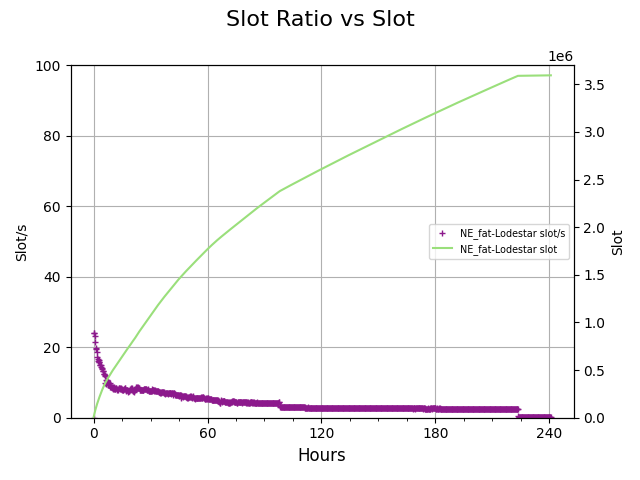 Slot Ratio vs Slot
1e6
100
80
60
40
20
0
Slot/s
3.5
3.0
2.5
2.0
1.5
1.0
0.5
0.0
Slot
NE_fat-Lodestar slot/s
NE_fat-Lodestar slot
0 60 120 180 240
Hours